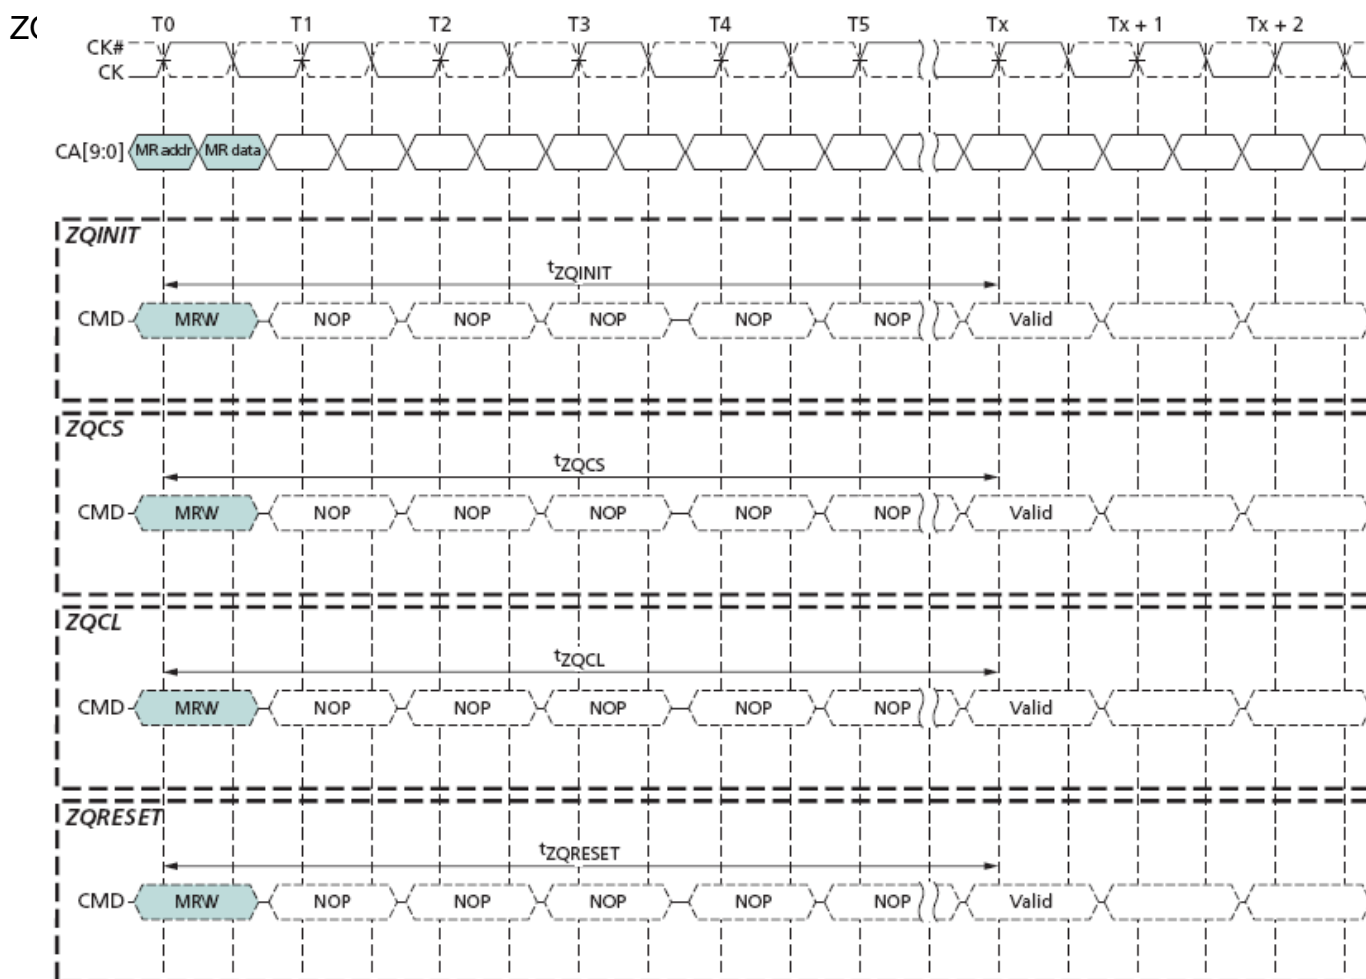 T0 T1 T2 T3 T4 T5 Tx Tx + 1 Tx + 2
CK#
CK
CA[9:0] MR addr MR data
ZQINIT
tZQINIT
CMD MRW NOP NOP NOP NOP NOP Valid
ZQCS
tZQCS
CMD MRW NOP NOP NOP NOP NOP Valid
ZQCL
tZQCL
CMD MRW NOP NOP NOP NOP NOP Valid
ZQRESET
tZQRESET
CMD MRW NOP NOP NOP NOP NOP Valid